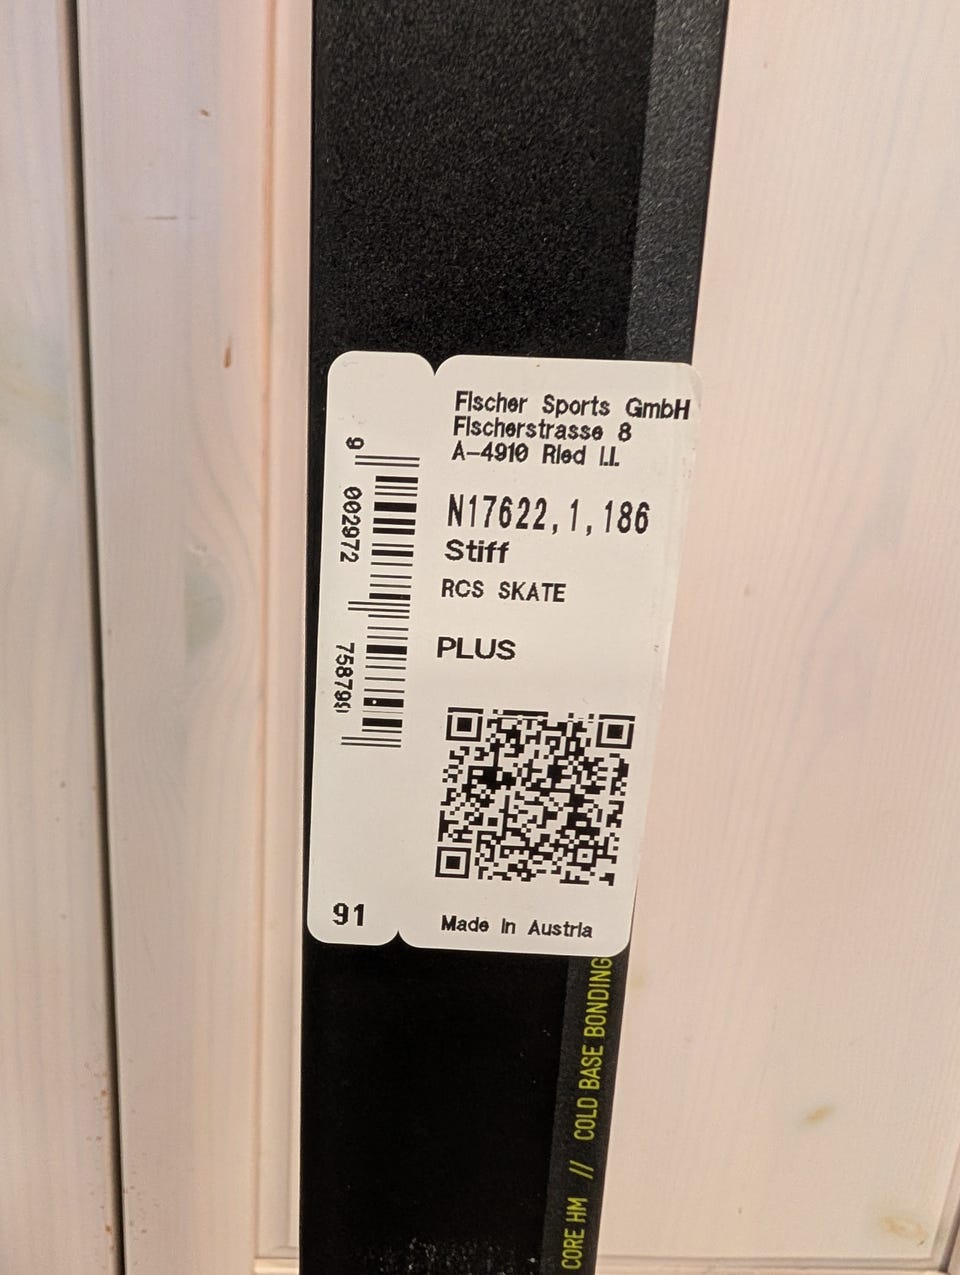 Fischer Sports GmbH
Fischerstrasse 8
A-4910 Ried I.I.
N17622,1,186
Stiff
RCS SKATE
PLUS
9 002972
91
Made in Austria
CORE HM // COLD BASE BONDING